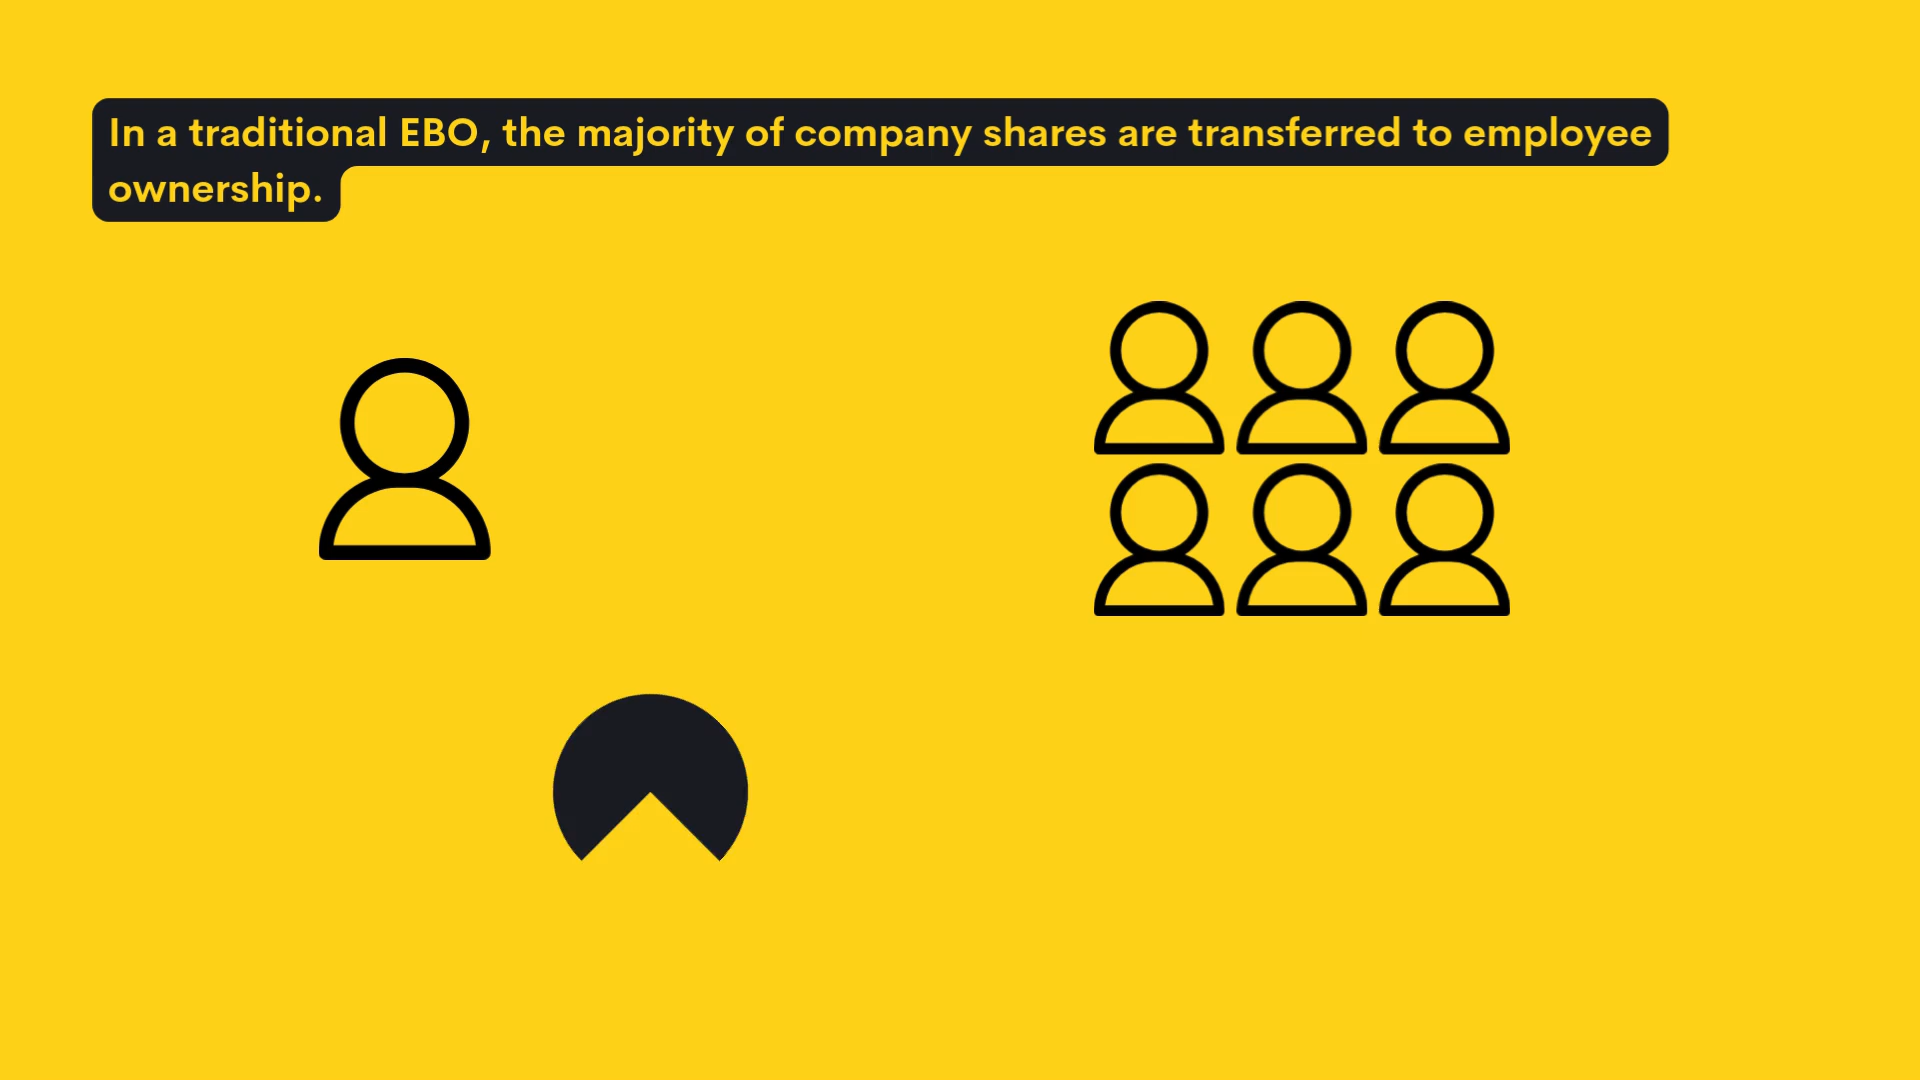 In a traditional EBO, the majority of company shares are transferred to employee
ownership.